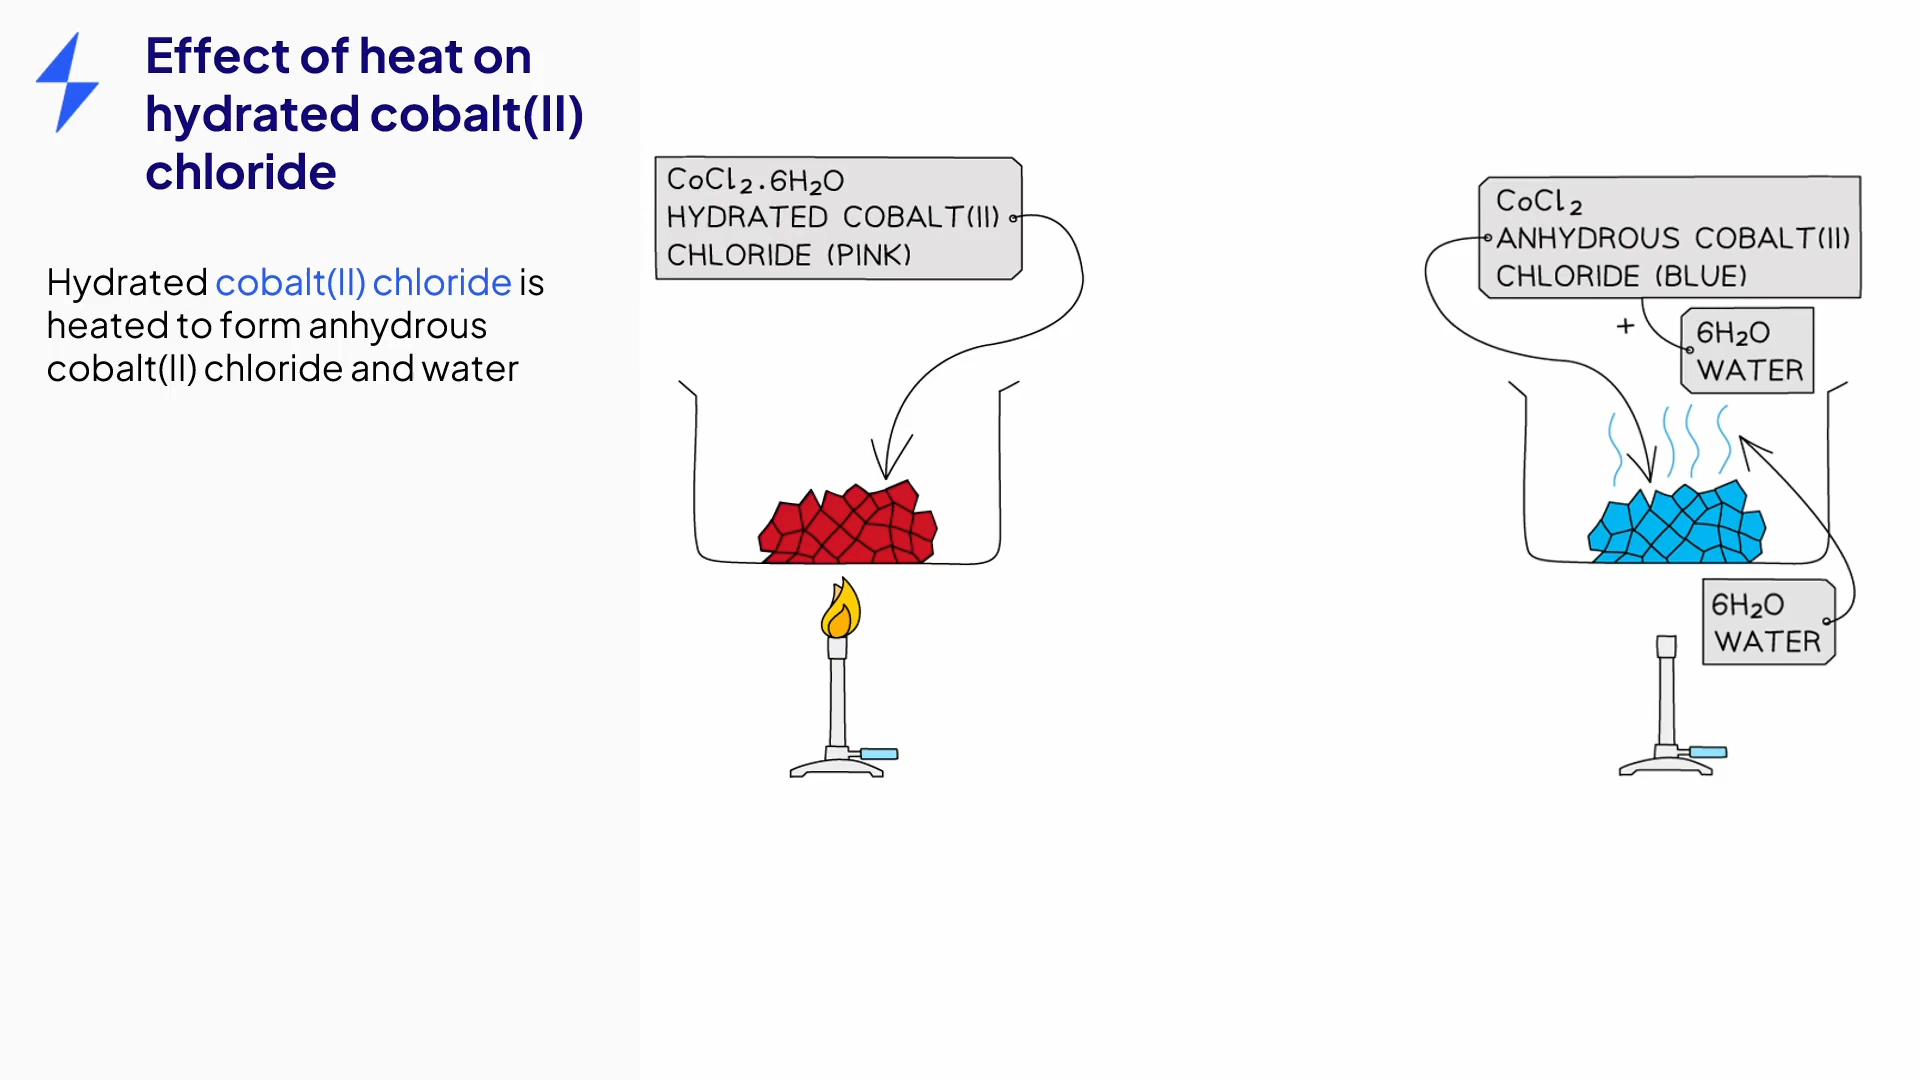 Effect of heat on
hydrated cobalt(II)
chloride
Hydrated cobalt(II) chloride is
heated to form anhydrous
cobalt(II) chloride and water
CoCl₂.6H₂O
HYDRATED COBALT(II)
CHLORIDE (PINK)
CoCl₂
ANHYDROUS COBALT(II)
CHLORIDE (BLUE)
+
6H₂O
WATER
6H₂O
WATER